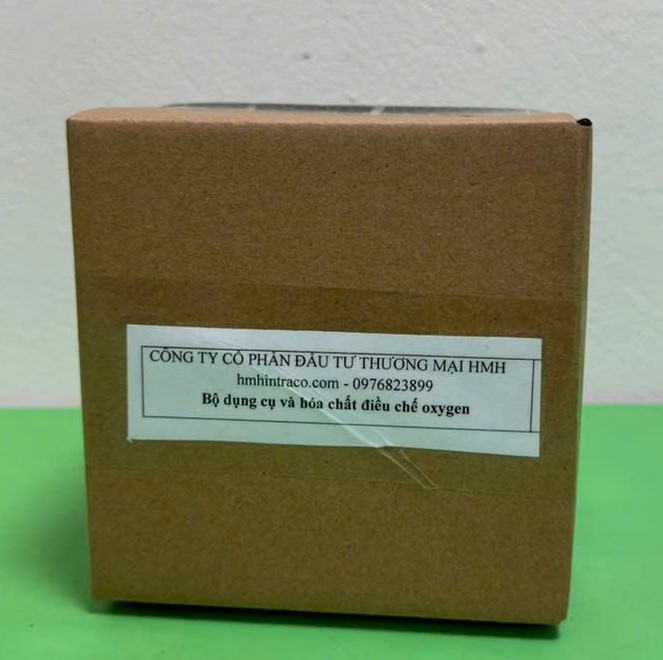 CÔNG TY CỔ PHẦN ĐẦU TƯ THƯƠNG MẠI HMH
hmhintraco.com - 0976823899
Bộ dụng cụ và hóa chất điều chế oxygen